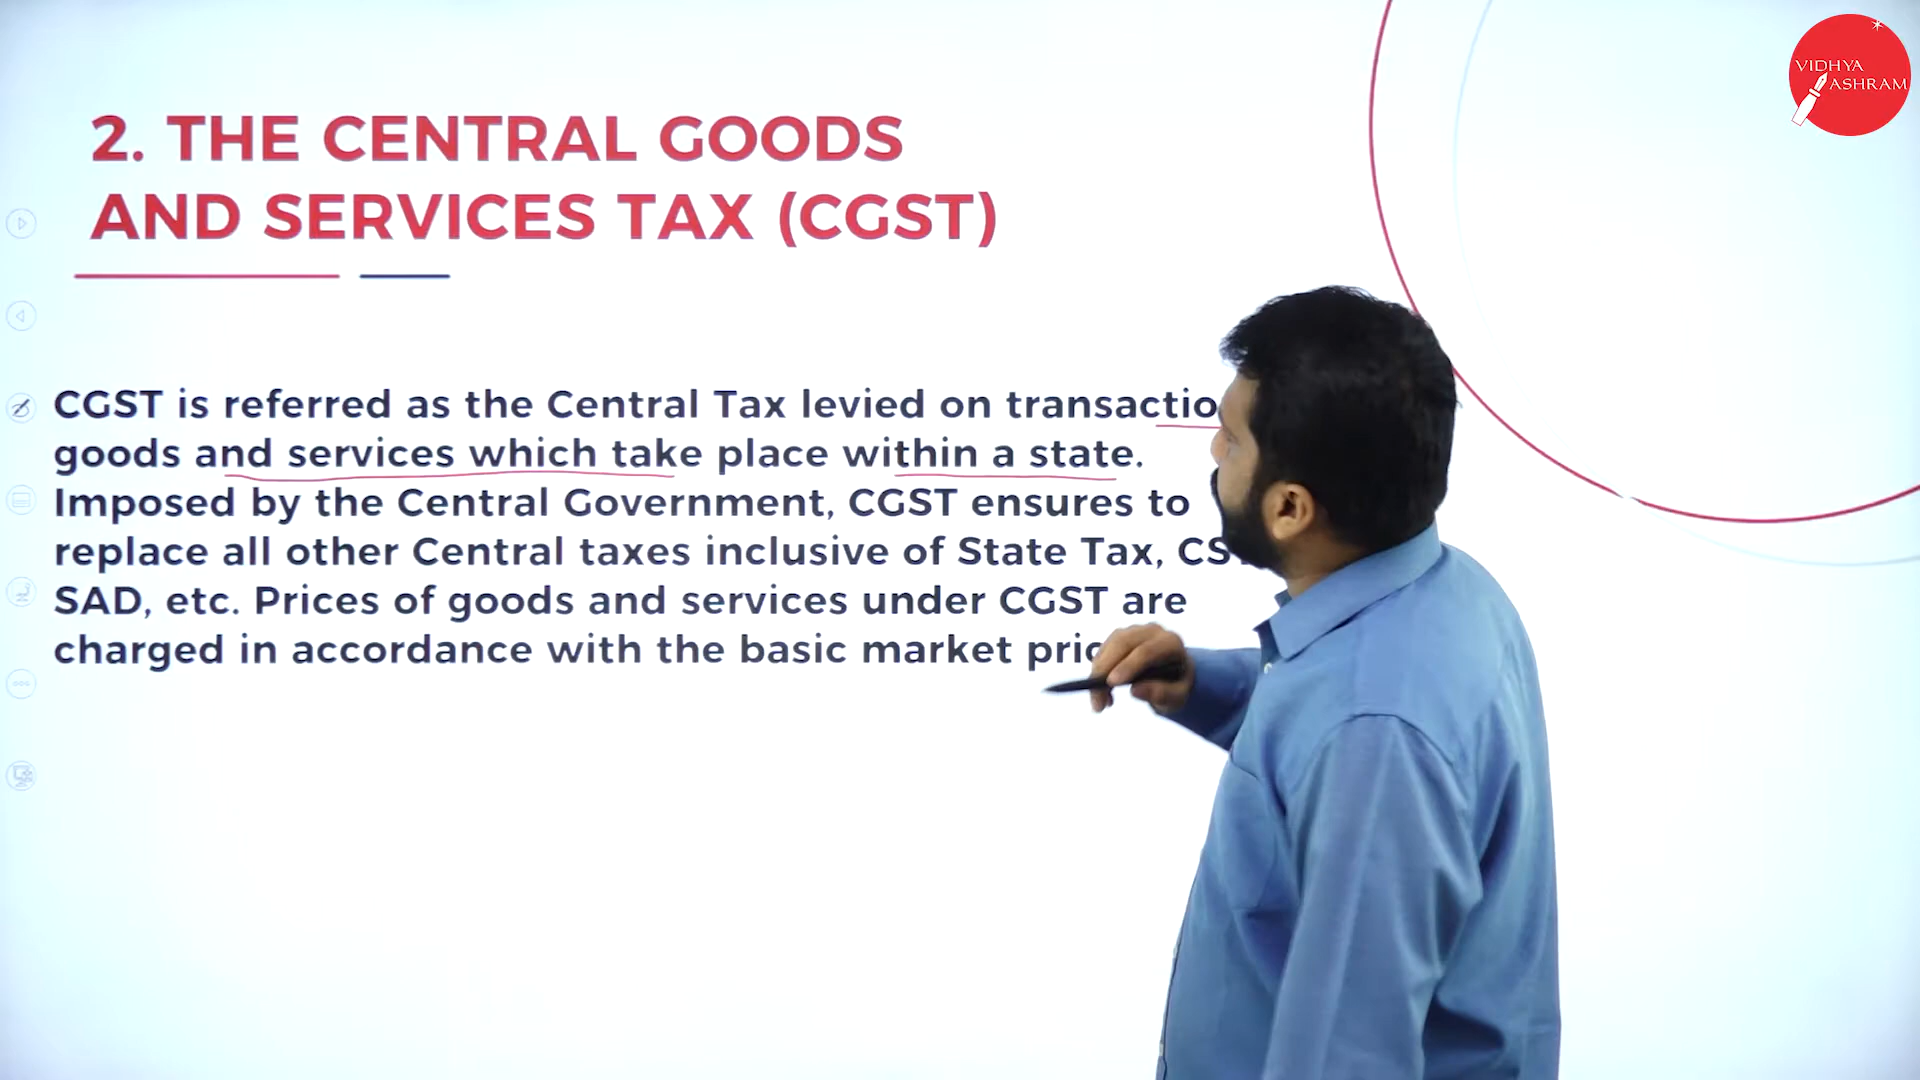 VIDHYA
ASHRAM
2. THE CENTRAL GOODS
AND SERVICES TAX (CGST)
CGST is referred as the Central Tax levied on
goods and services which take place within a state.
Imposed by the Central Government, CGST ensures to
replace all other Central taxes inclusive of State Tax,
SAD, etc. Prices of goods and services under CGST are
charged in accordance with the basic market